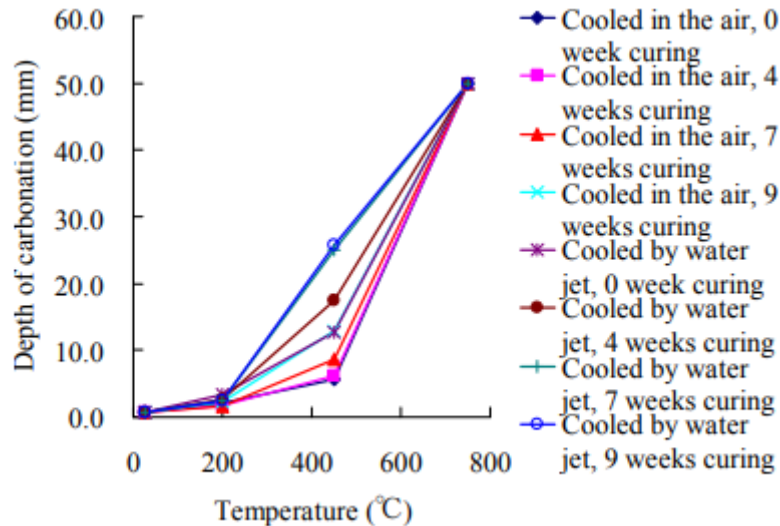 60.0
50.0
40.0
30.0
20.0
10.0
0.0
Depth of carbonation (mm)
0 200 400 600 800
Temperature (℃)
Cooled in the air, 0
week curing
Cooled in the air, 4
weeks curing
Cooled in the air, 7
weeks curing
Cooled in the air, 9
weeks curing
Cooled by water
jet, 0 week curing
Cooled by water
jet, 4 weeks curing
Cooled by water
jet, 7 weeks curing
Cooled by water
jet, 9 weeks curing